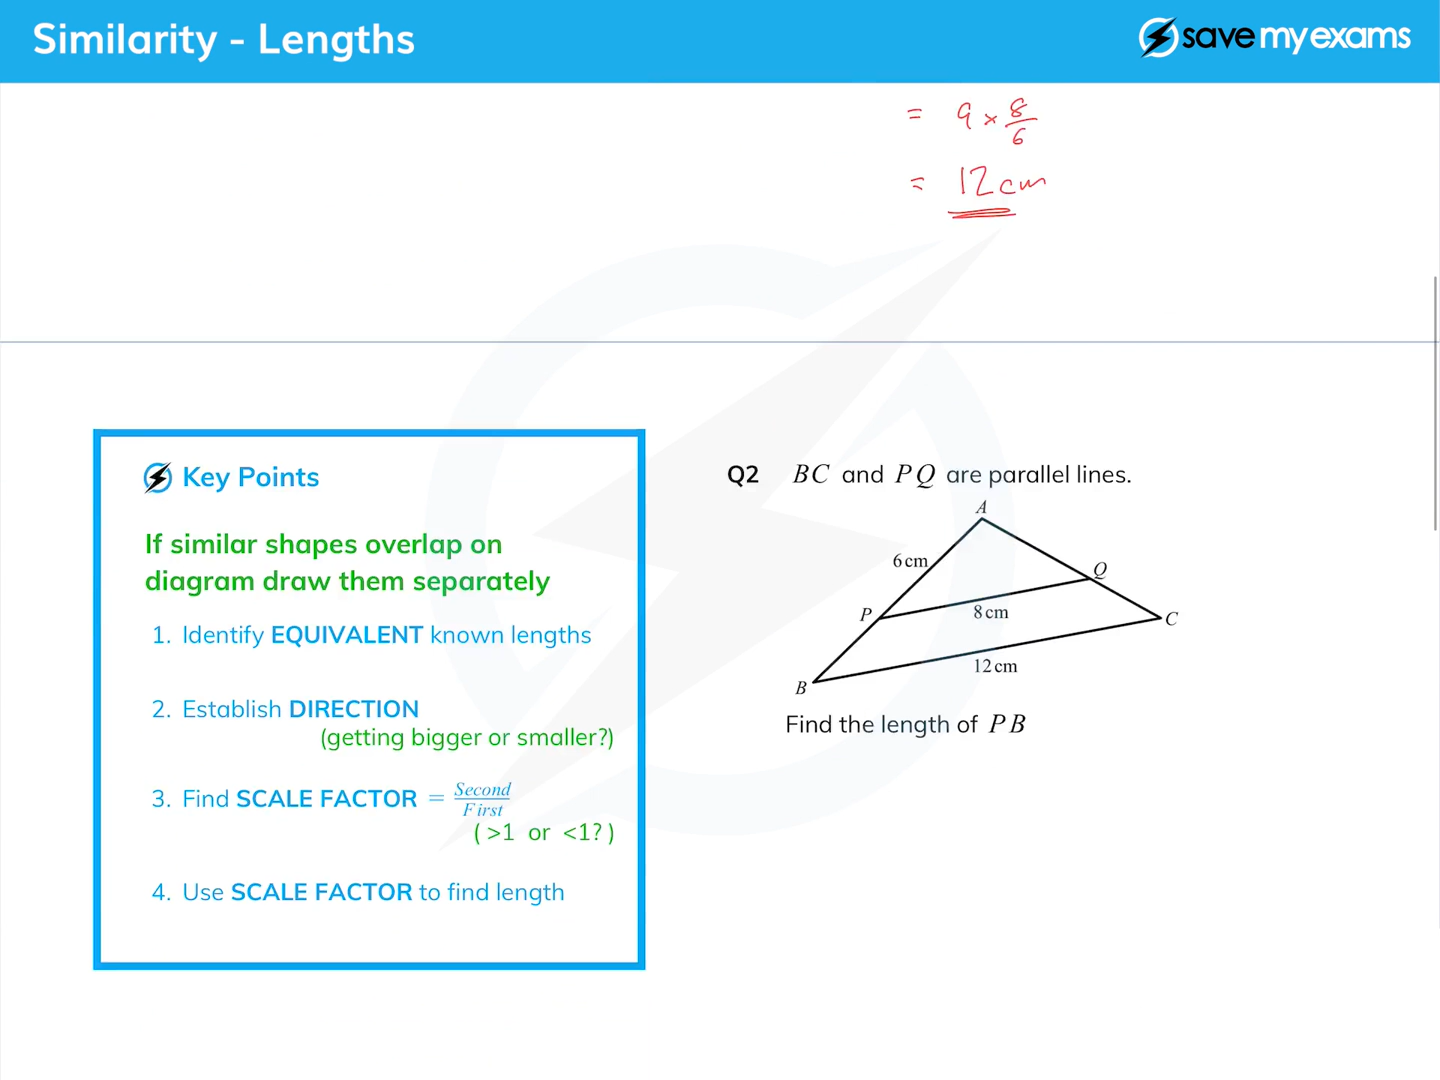 Similarity - Lengths
save my exams
= 9 × 8/6
= 12cm
Key Points
If similar shapes overlap on
diagram draw them separately
1. Identify EQUIVALENT known lengths
2. Establish DIRECTION
(getting bigger or smaller?)
3. Find SCALE FACTOR = Second/First
( >1 or <1? )
4. Use SCALE FACTOR to find length
Q2 BC and PQ are parallel lines.
A
6 cm
Q
P
8 cm
C
12 cm
B
Find the length of PB